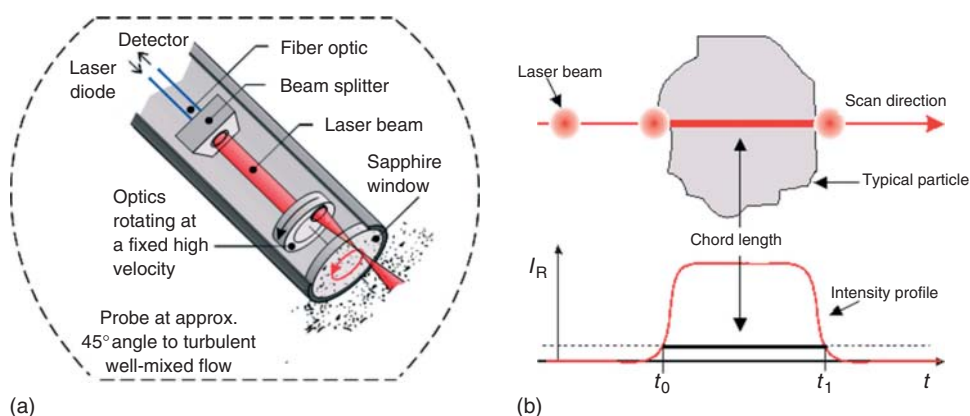 Detector
Laser
diode
Fiber optic
Beam splitter
Laser beam
Sapphire
window
Optics
rotating at
a fixed high
velocity
Probe at approx.
45° angle to turbulent
well-mixed flow
(a)
Laser beam
Scan direction
Typical particle
Chord length
I_R
Intensity profile
t_0
t_1
t
(b)